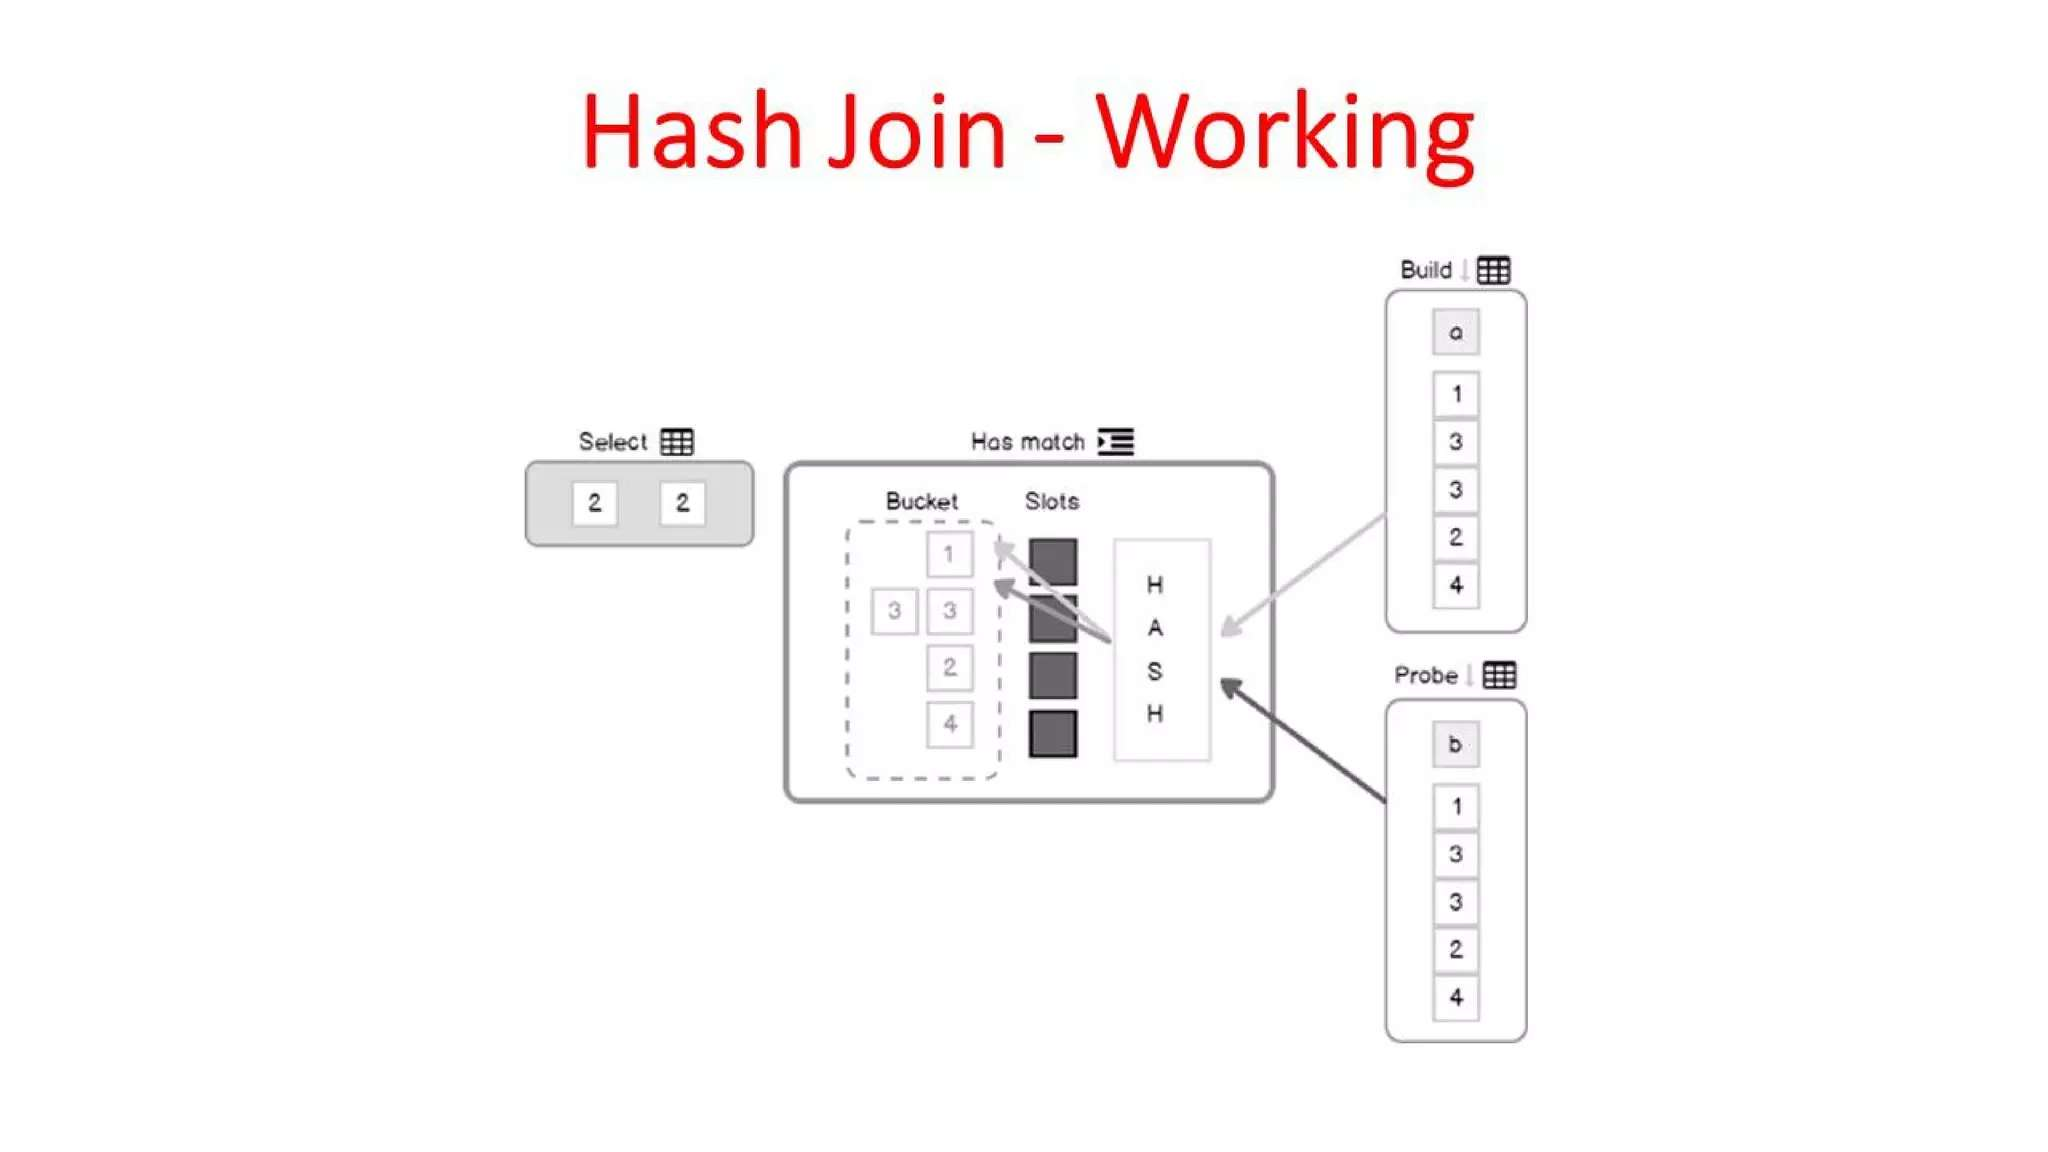 Hash Join - Working
Build
a
1
3
3
2
4
Select
2 2
Has match
Bucket Slots
1
3 3
2
4
H
A
S
H
Probe
b
1
3
3
2
4